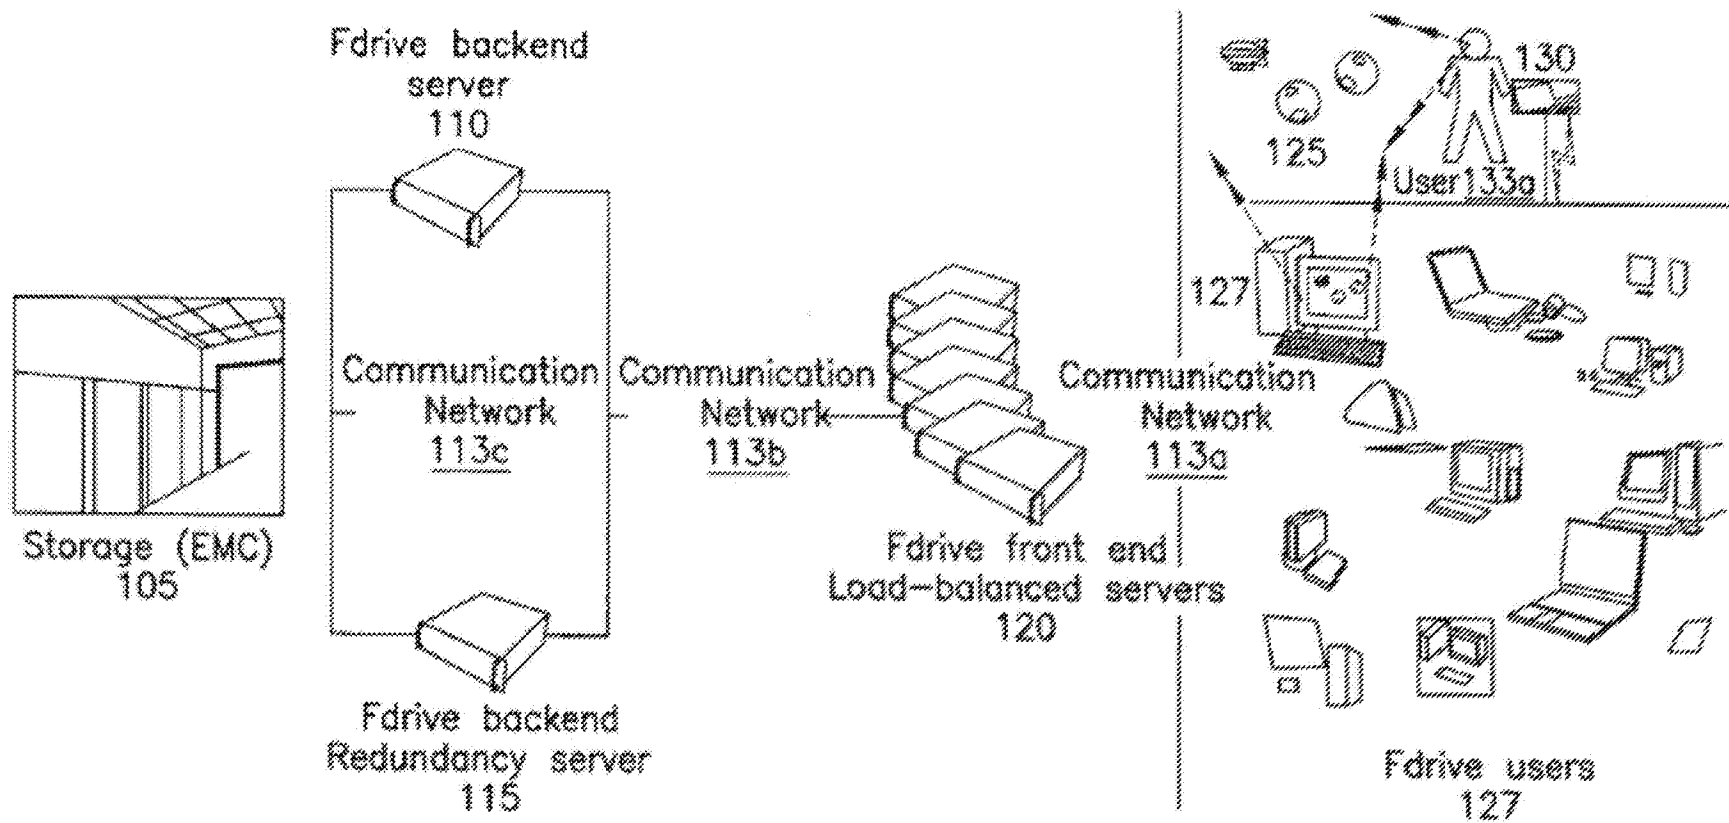 Fdrive backend
server
110
130
125
User 133a
127
Communication
Network
113c
Communication
Network
113b
Communication
Network
113a
Storage (EMC)
105
Fdrive front end
Load-balanced servers
120
Fdrive backend
Redundancy server
115
Fdrive users
127